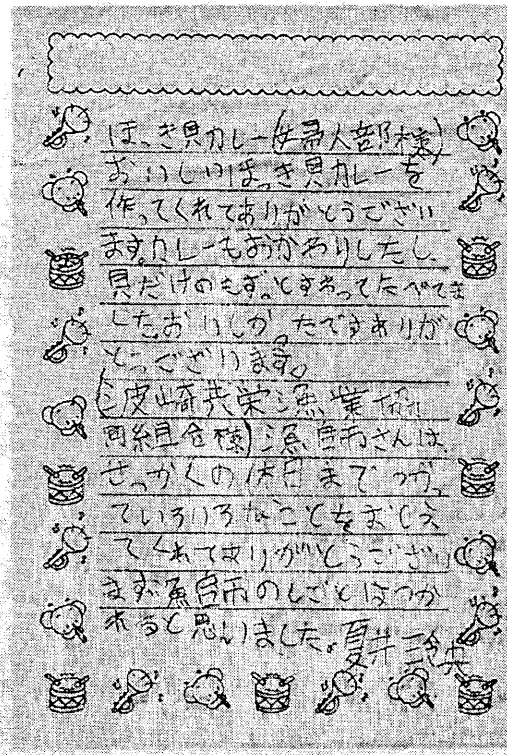 ほっき貝カレー(女婦人部様)
おいしいほっき貝カレーを
作ってくれてありがとうござい
ます。カレーもおかわりしたし、
貝だけのもずっとすわってたべてま
した。おいしかったですありが
とうございます。
崎共栄漁業協
同組合様)漁師さんは、
せっかくの休日までつかっ
ていろいろなことをおしえ
てくれてありがとうござい
ます。漁師のしごとはつか
れると思いました。夏井